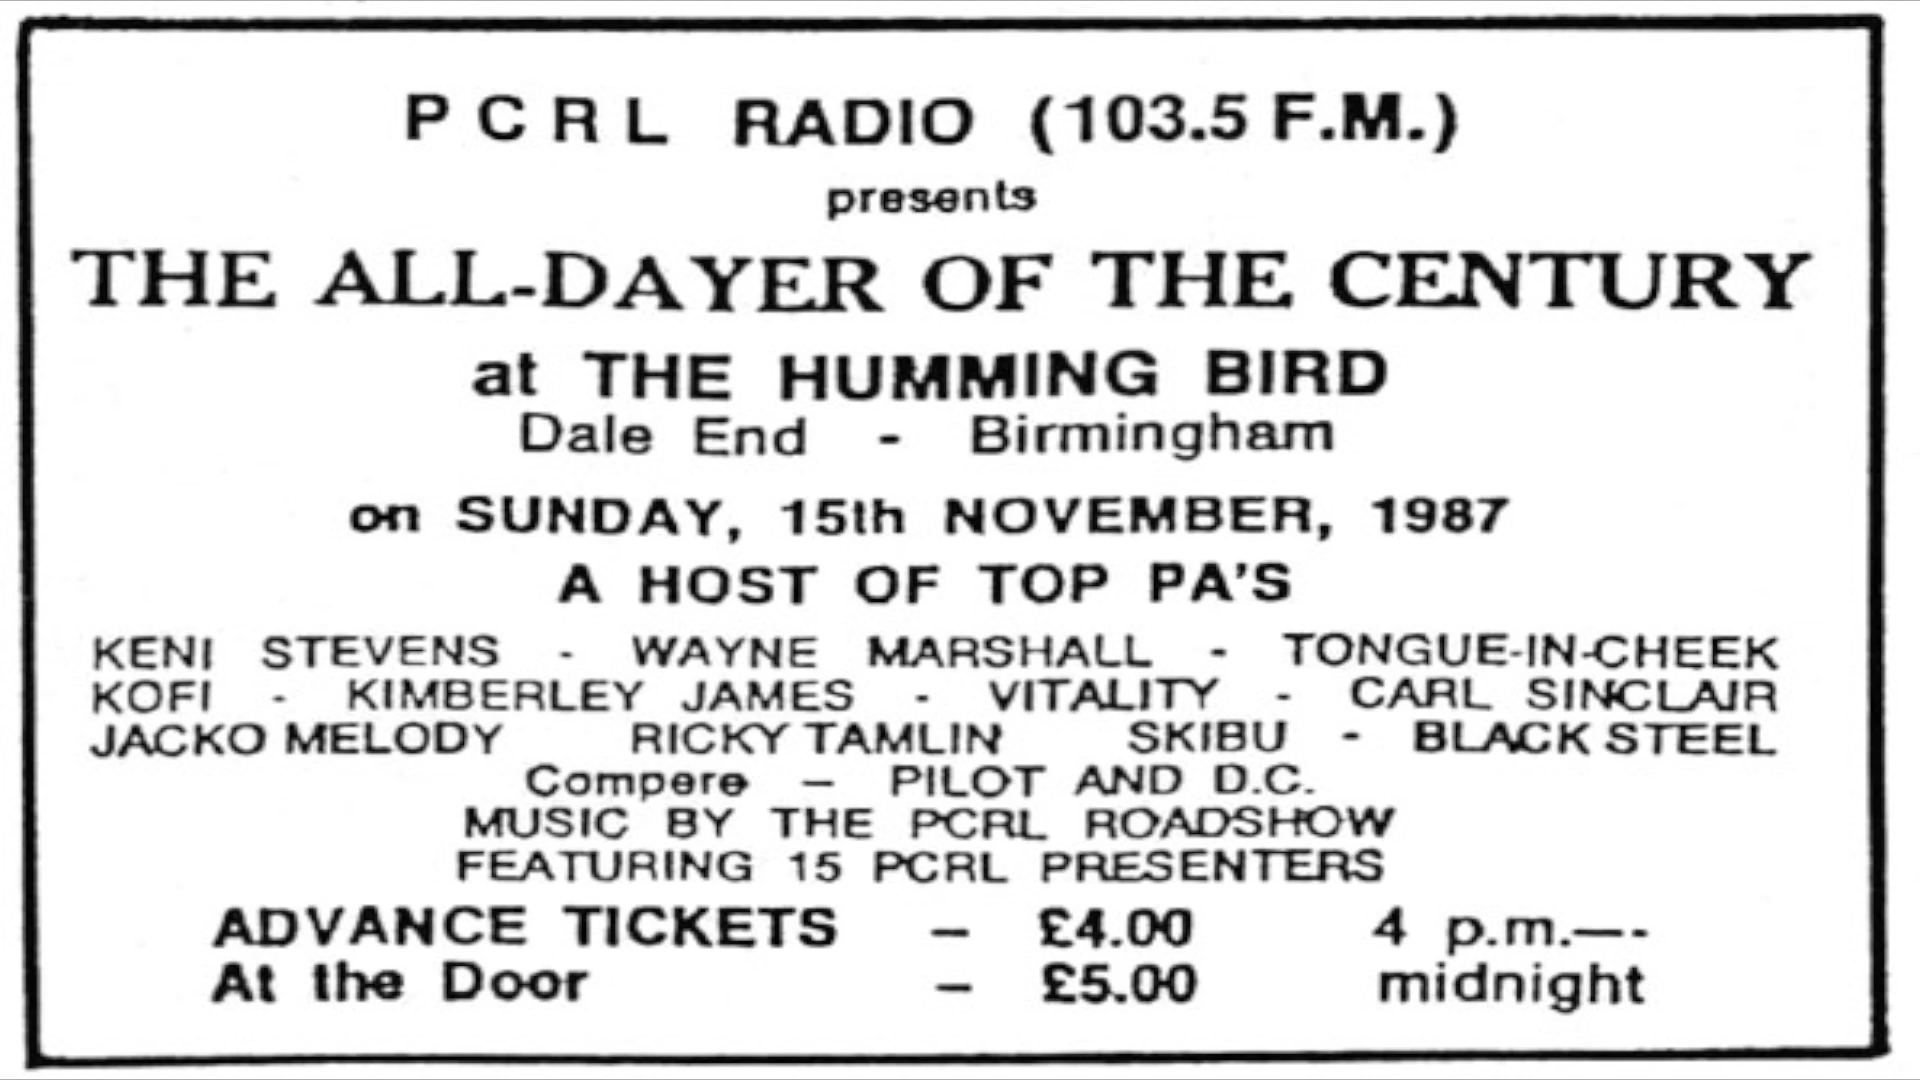 PCRL RADIO (103.5 F.M.)
presents
THE ALL-DAYER OF THE CENTURY
at THE HUMMING BIRD
Dale End - Birmingham
on SUNDAY, 15th NOVEMBER, 1987
A HOST OF TOP PA'S
KENI STEVENS - WAYNE MARSHALL - TONGUE-IN-CHEEK
KOFI - KIMBERLEY JAMES - VITALITY - CARL SINCLAIR
JACKO MELODY RICKY TAMLIN SKIBU - BLACK STEEL
Compere – PILOT AND D.C.
MUSIC BY THE PCRL ROADSHOW
FEATURING 15 PCRL PRESENTERS
ADVANCE TICKETS – £4.00 4 p.m.—-
At the Door – £5.00 midnight